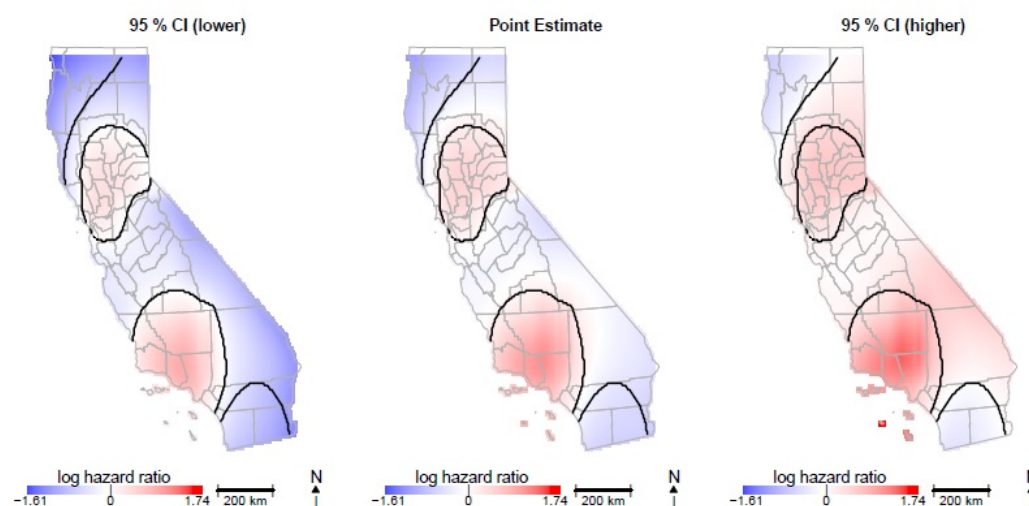 95 % CI (lower)
Point Estimate
95 % CI (higher)
log hazard ratio
−1.61 0 1.74
200 km
N
log hazard ratio
−1.61 0 1.74
200 km
N
log hazard ratio
−1.61 0 1.74
200 km